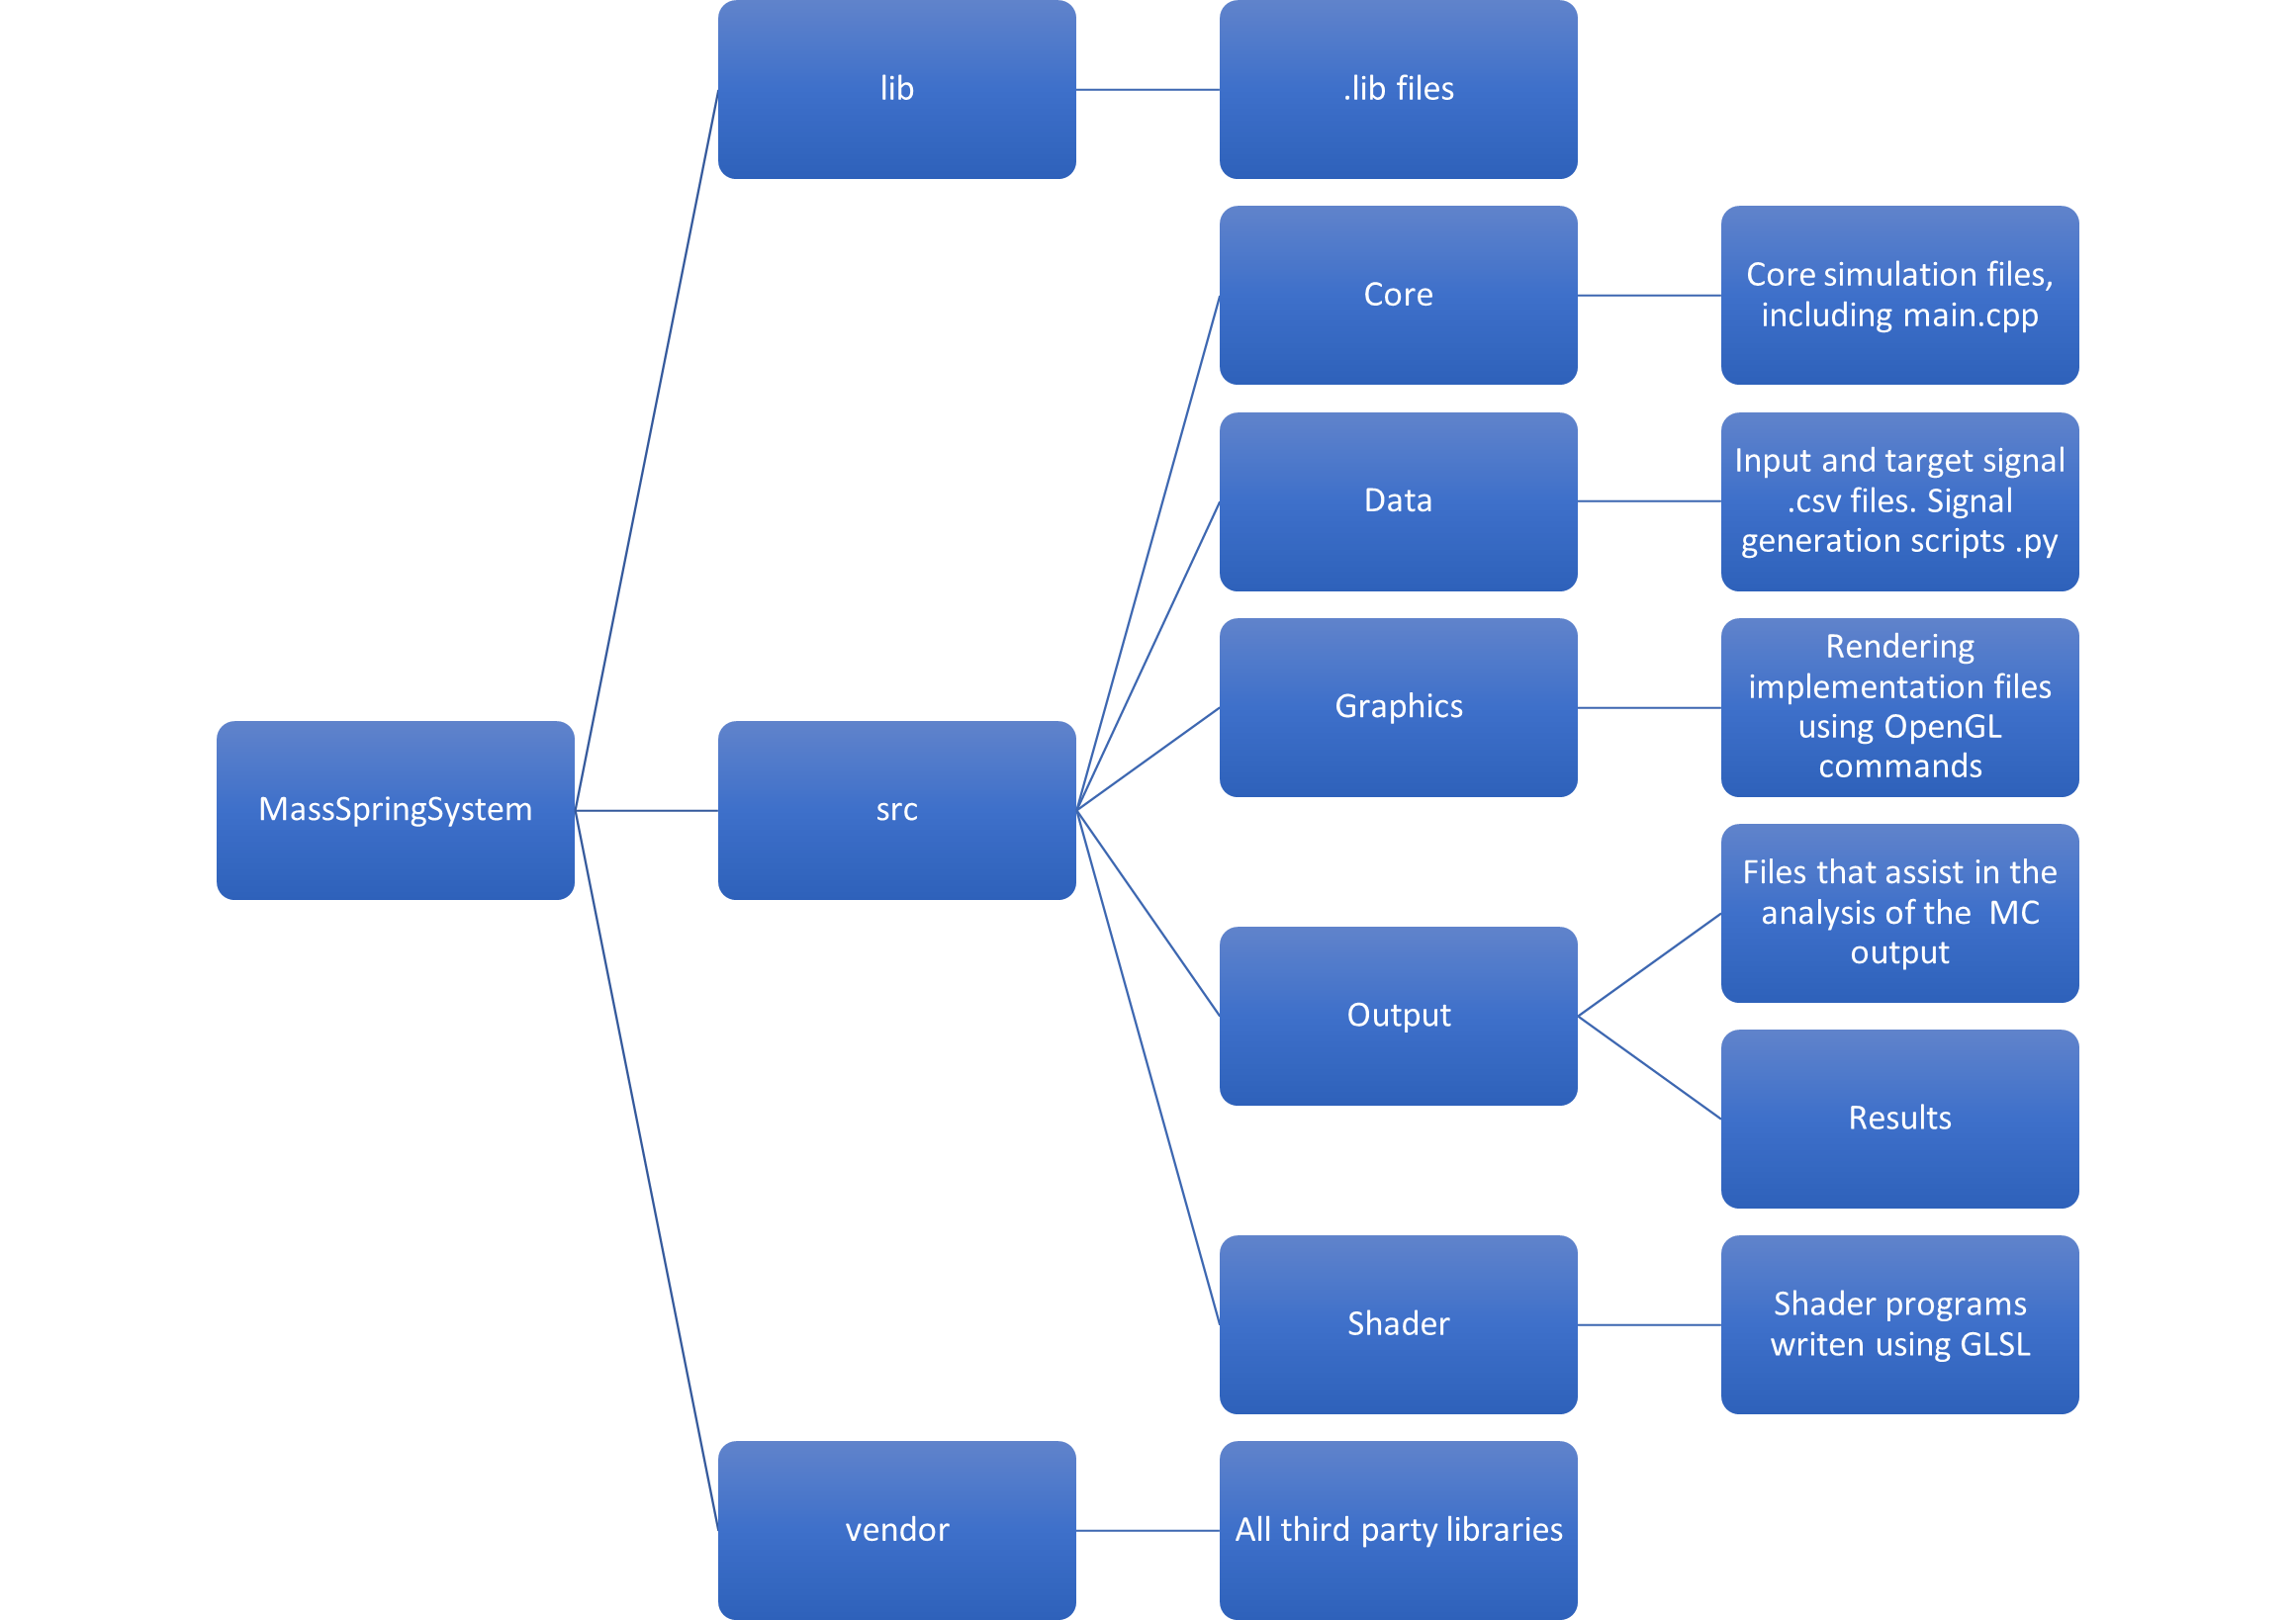 lib
.lib files
Core
Core simulation files,
including main.cpp
Data
Input and target signal
.csv files. Signal
generation scripts .py
Graphics
Rendering
implementation files
using OpenGL
commands
MassSpringSystem
src
Output
Files that assist in the
analysis of the  MC
output
Results
Shader
Shader programs
writen using GLSL
vendor
All third party libraries